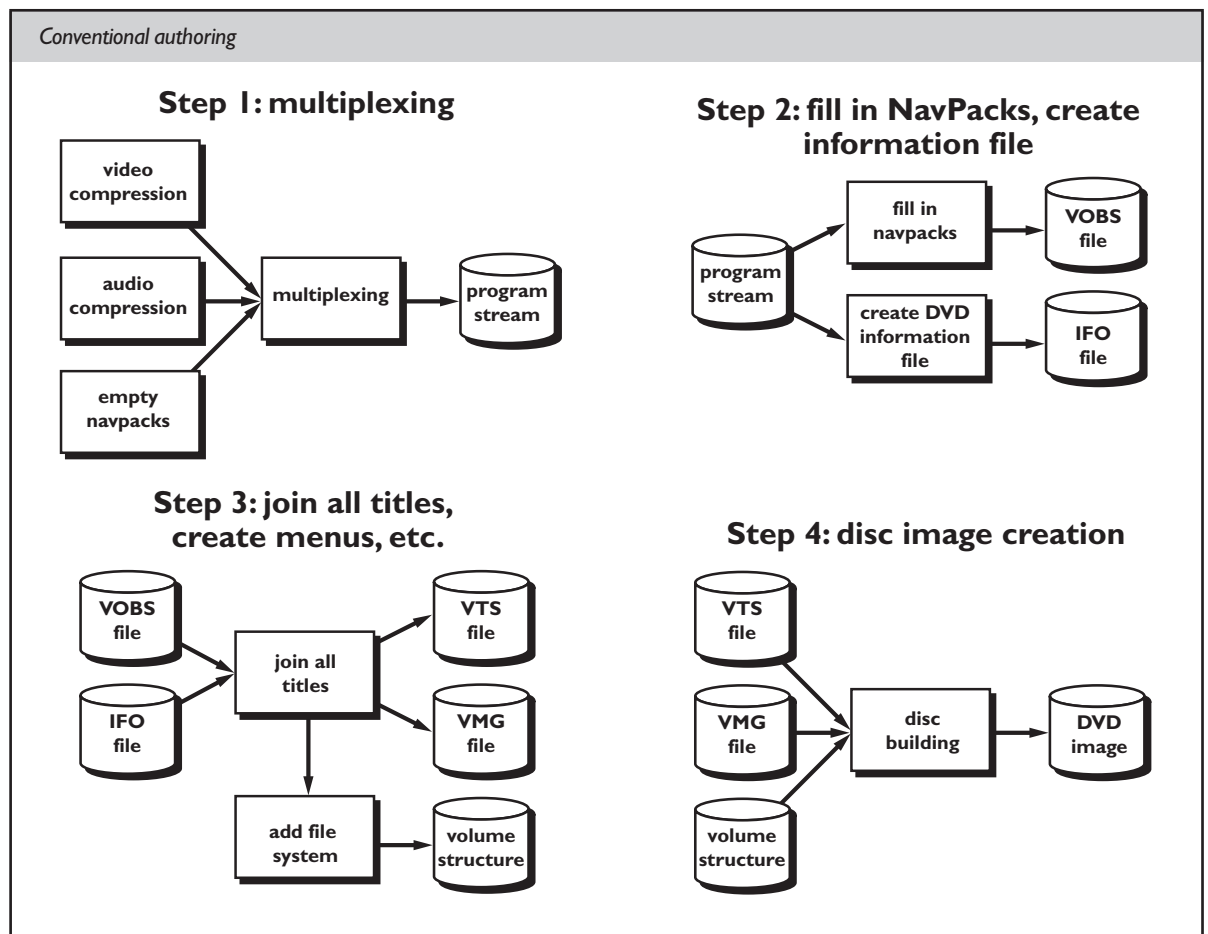 Conventional authoring
Step 1: multiplexing
video
compression
audio
compression
empty
navpacks
multiplexing
program
stream
Step 2: fill in NavPacks, create
information file
program
stream
fill in
navpacks
VOBS
file
create DVD
information
file
IFO
file
Step 3: join all titles,
create menus, etc.
VOBS
file
IFO
file
join all
titles
VTS
file
VMG
file
add file
system
volume
structure
Step 4: disc image creation
VTS
file
VMG
file
volume
structure
disc
building
DVD
image